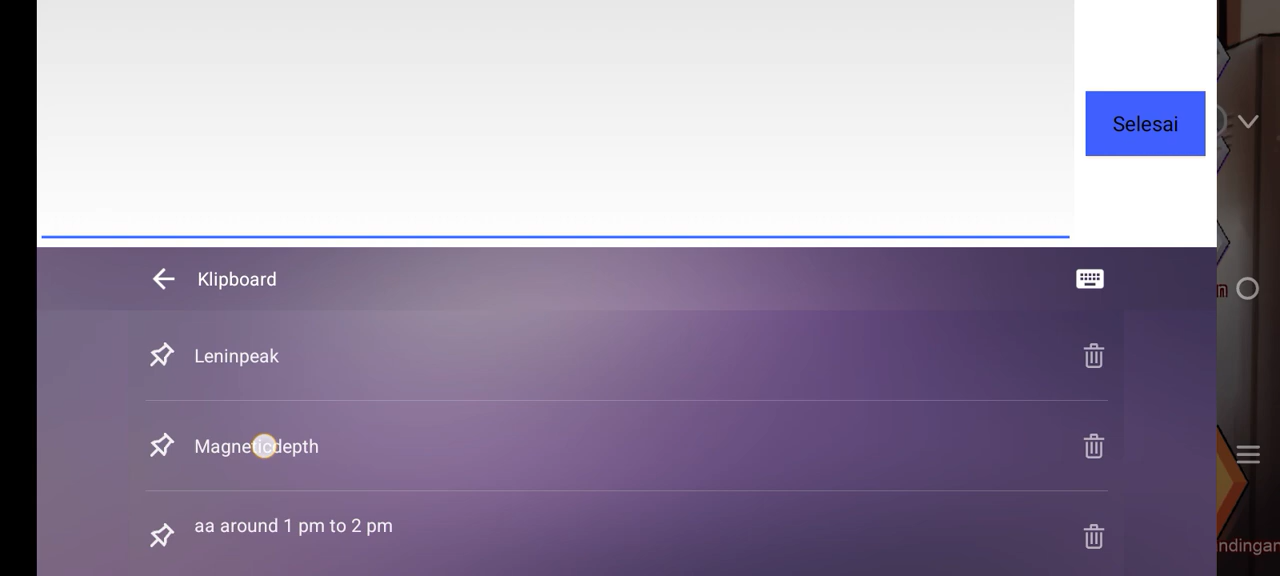 Selesai
Klipboard
Leninpeak
Magneticdepth
aa around 1 pm to 2 pm
n
ndingan